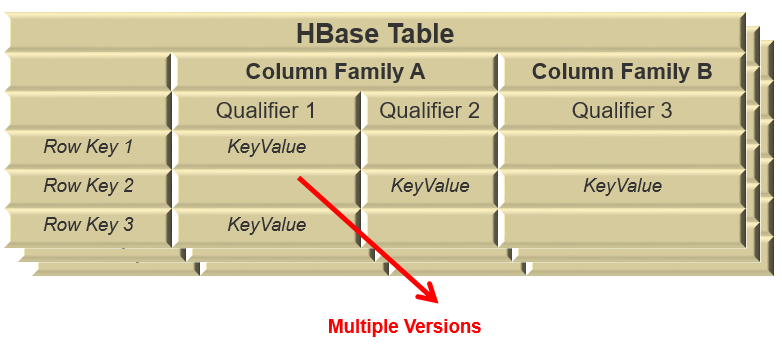 HBase Table
Column Family A Column Family B
Qualifier 1 Qualifier 2 Qualifier 3
Row Key 1 KeyValue
Row Key 2 KeyValue KeyValue
Row Key 3 KeyValue
Multiple Versions